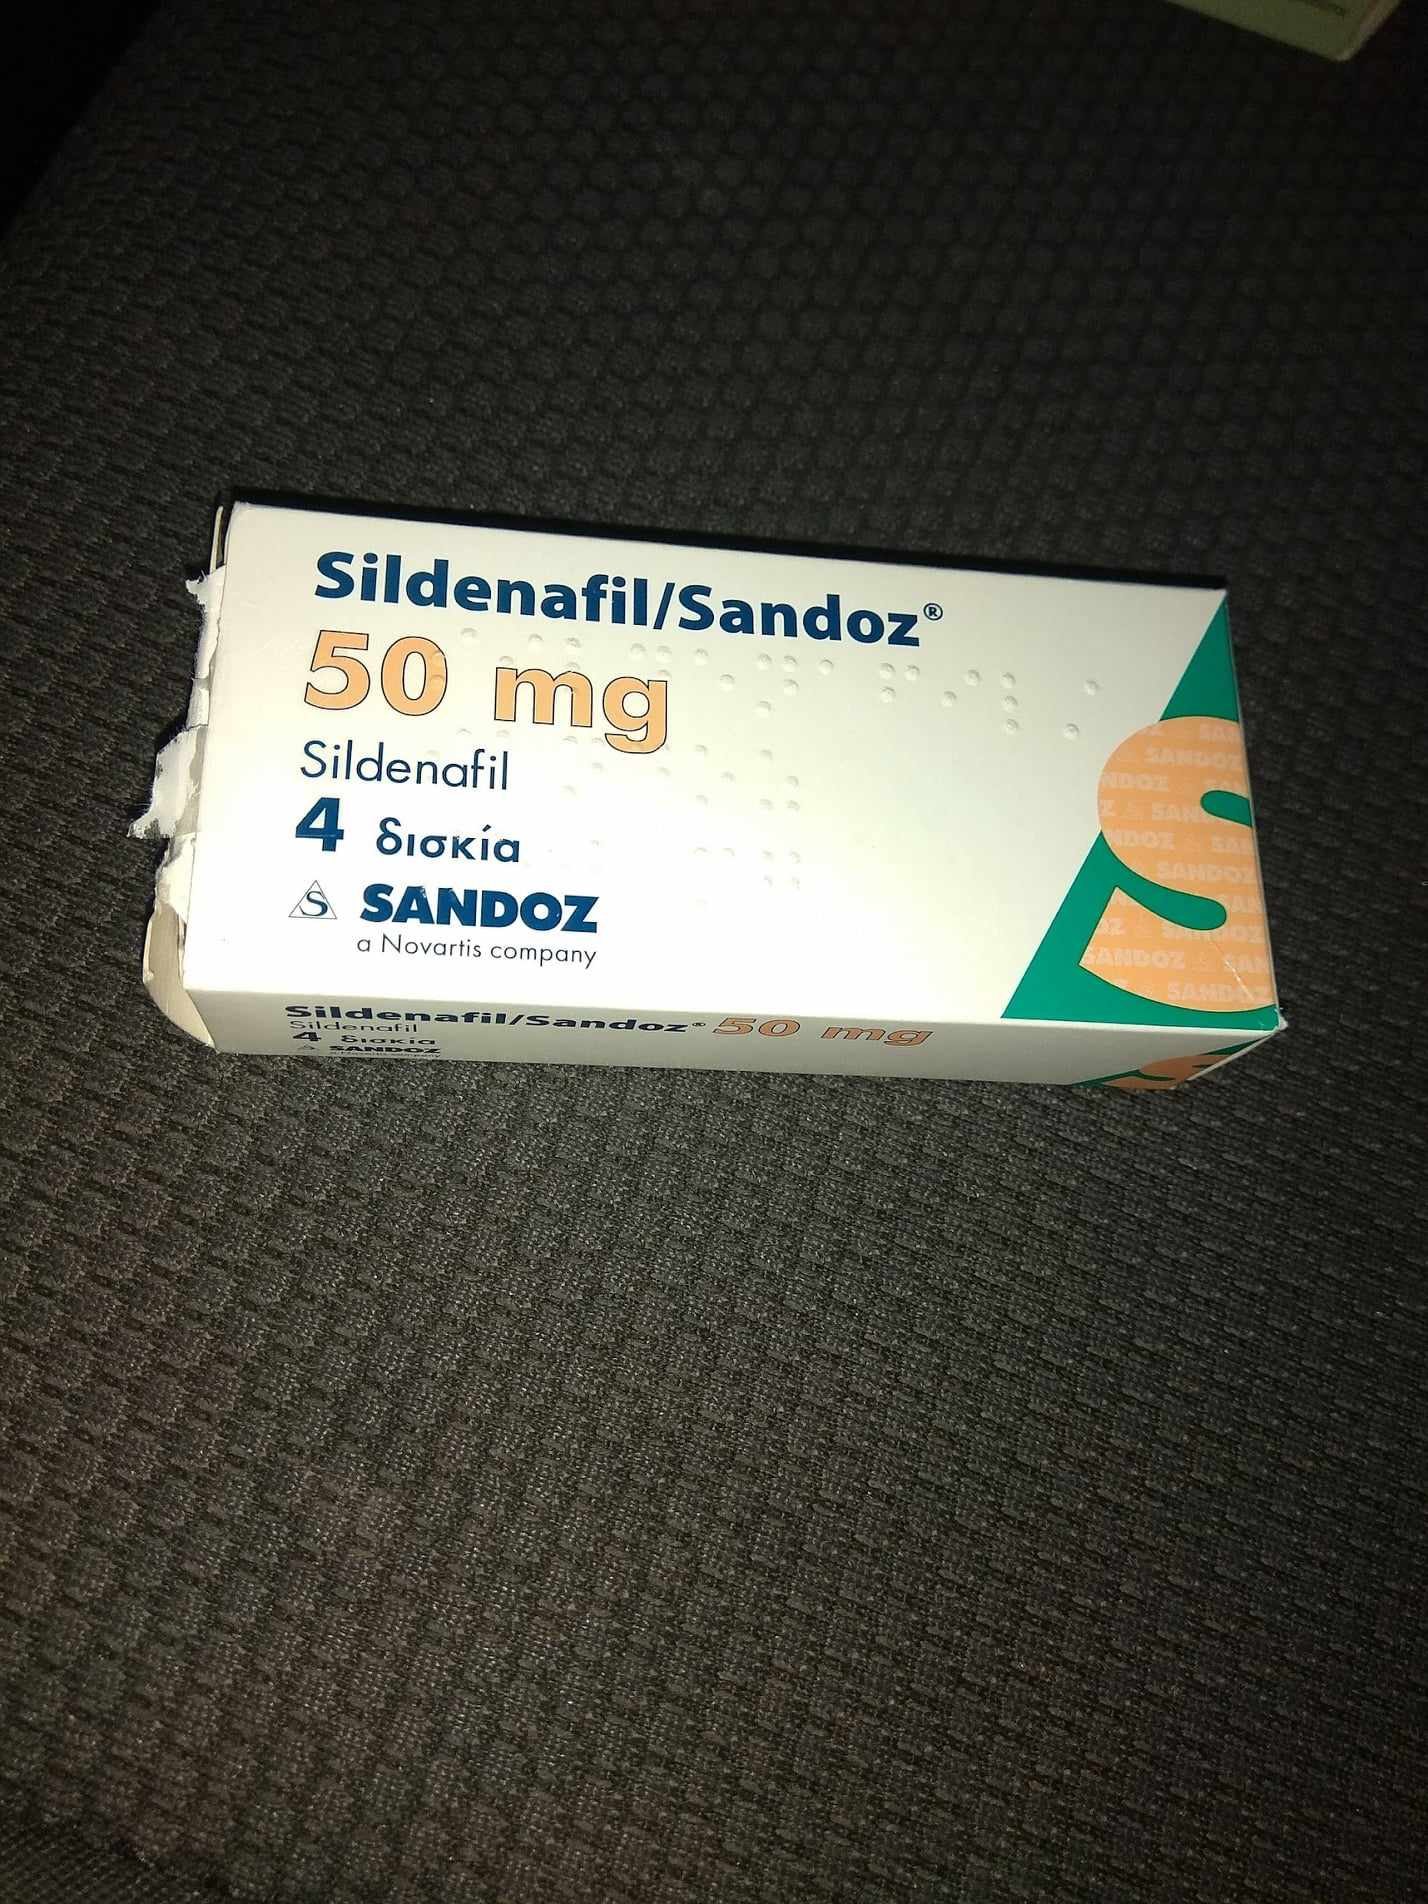 Sildenafil/Sandoz®
50 mg
Sildenafil
4 δισκία
S SANDOZ
a Novartis company
Sildenafil/Sandoz® 50 mg
Sildenafil
4 δισκία
SANDOZ